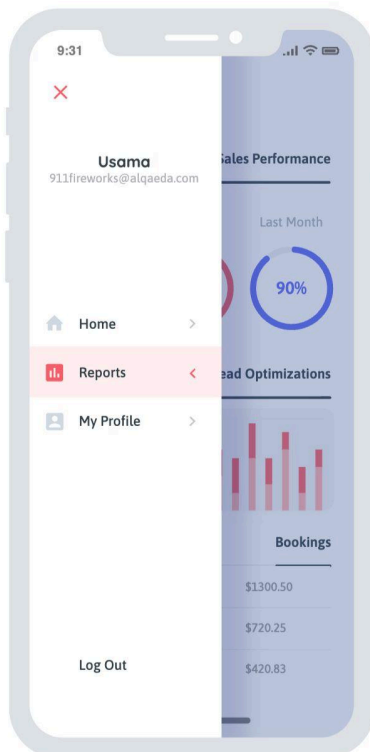 9:31
Usama
911fireworks@alqaeda.com
Home
Reports
My Profile
Log Out
Sales Performance
Last Month
90%
ead Optimizations
Bookings
$1300.50
$720.25
$420.83